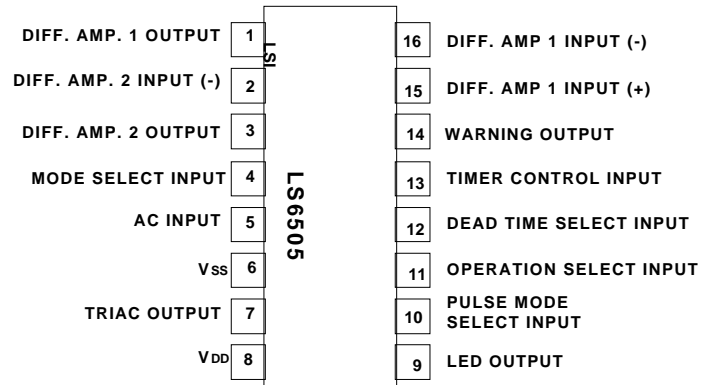 DIFF. AMP. 1 OUTPUT 1
DIFF. AMP. 2 INPUT (-) 2
DIFF. AMP. 2 OUTPUT 3
MODE SELECT INPUT 4
AC INPUT 5
VSS 6
TRIAC OUTPUT 7
VDD 8
LSI
LS6505
16 DIFF. AMP 1 INPUT (-)
15 DIFF. AMP 1 INPUT (+)
14 WARNING OUTPUT
13 TIMER CONTROL INPUT
12 DEAD TIME SELECT INPUT
11 OPERATION SELECT INPUT
10 PULSE MODE
SELECT INPUT
9 LED OUTPUT